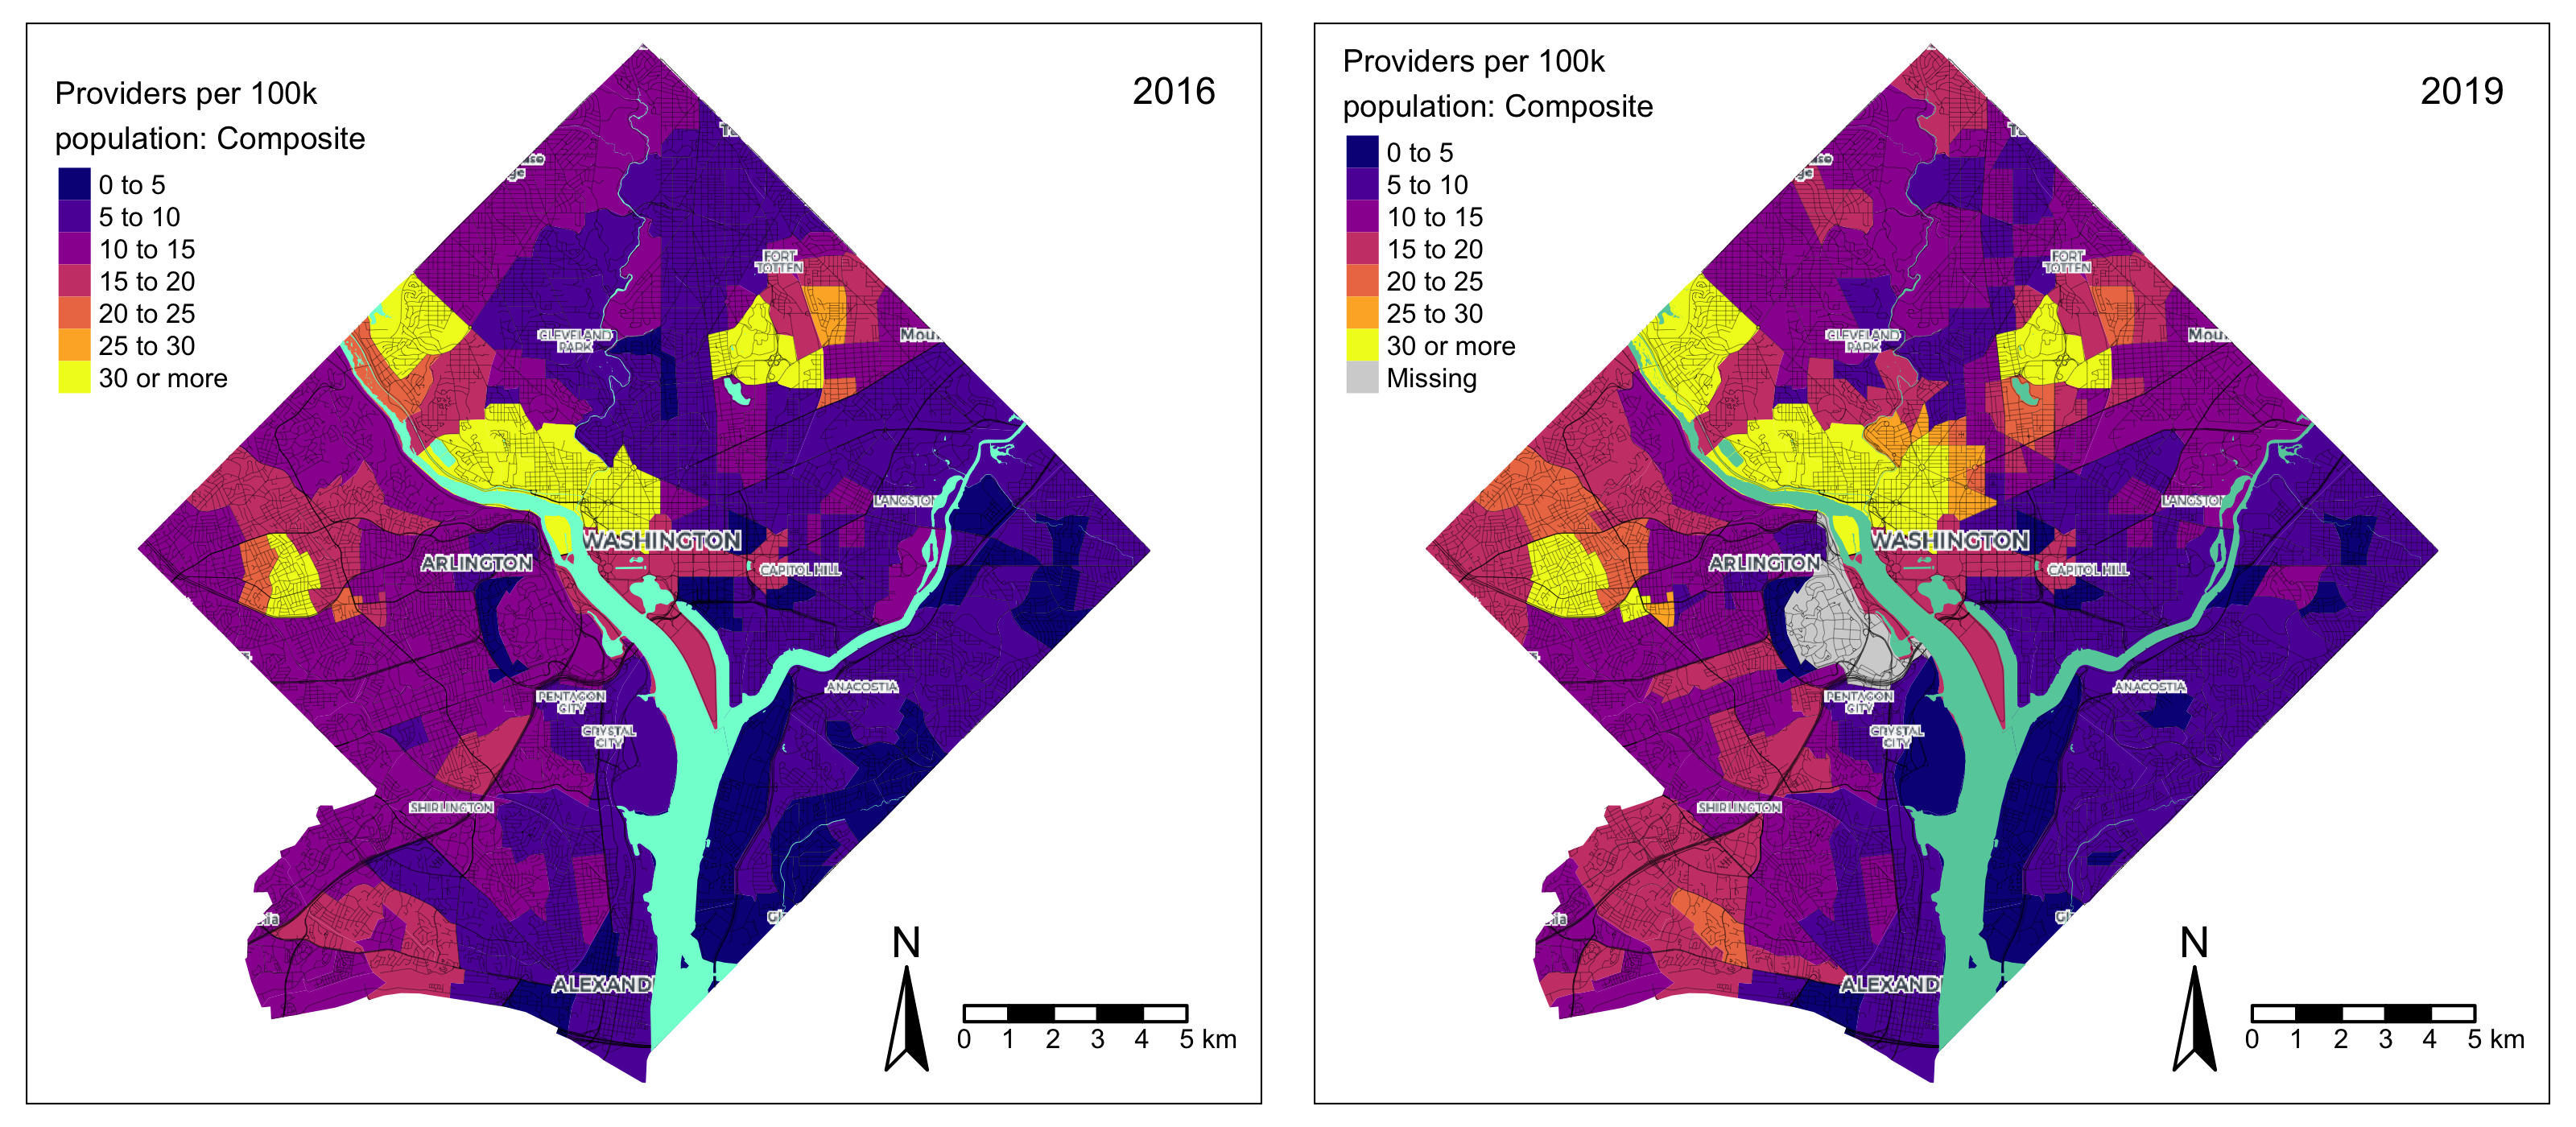 Providers per 100k
population: Composite
0 to 5
5 to 10
10 to 15
15 to 20
20 to 25
25 to 30
30 or more
2016
FORT
TOTTEN
CLEVELAND
PARK
Mou
LANGSTON
WASHINGTON
ARLINGTON
CAPITOL HILL
PENTAGON
CITY
ANACOSTIA
CRYSTAL
CITY
SHIRLINGTON
ia
Gl
ALEXAND
N
0 1 2 3 4 5 km
Providers per 100k
population: Composite
0 to 5
5 to 10
10 to 15
15 to 20
20 to 25
25 to 30
30 or more
Missing
2019
FORT
TOTTEN
CLEVELAND
PARK
Mou
LANGSTON
WASHINGTON
ARLINGTON
CAPITOL HILL
PENTAGON
CITY
ANACOSTIA
CRYSTAL
CITY
SHIRLINGTON
ia
Gl
ALEXAND
N
0 1 2 3 4 5 km